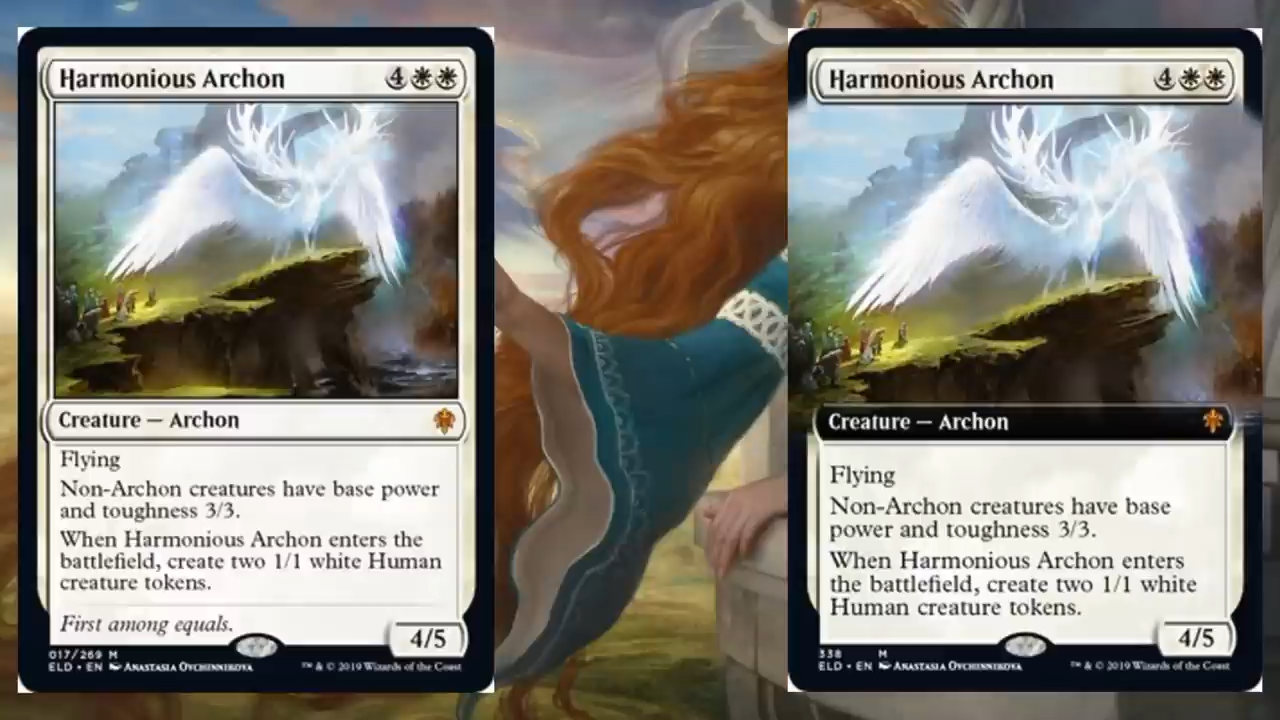 Harmonious Archon 4
Creature — Archon
Flying
Non-Archon creatures have base power
and toughness 3/3.
When Harmonious Archon enters the
battlefield, create two 1/1 white Human
creature tokens.
First among equals.
4/5
017/269 M
ELD • EN Anastasia Ovchinnikova ™ & © 2019 Wizards of the Coast
Harmonious Archon 4
Creature — Archon
Flying
Non-Archon creatures have base
power and toughness 3/3.
When Harmonious Archon enters
the battlefield, create two 1/1 white
Human creature tokens.
4/5
338 M
ELD • EN Anastasia Ovchinnikova ™ & © 2019 Wizards of the Coast